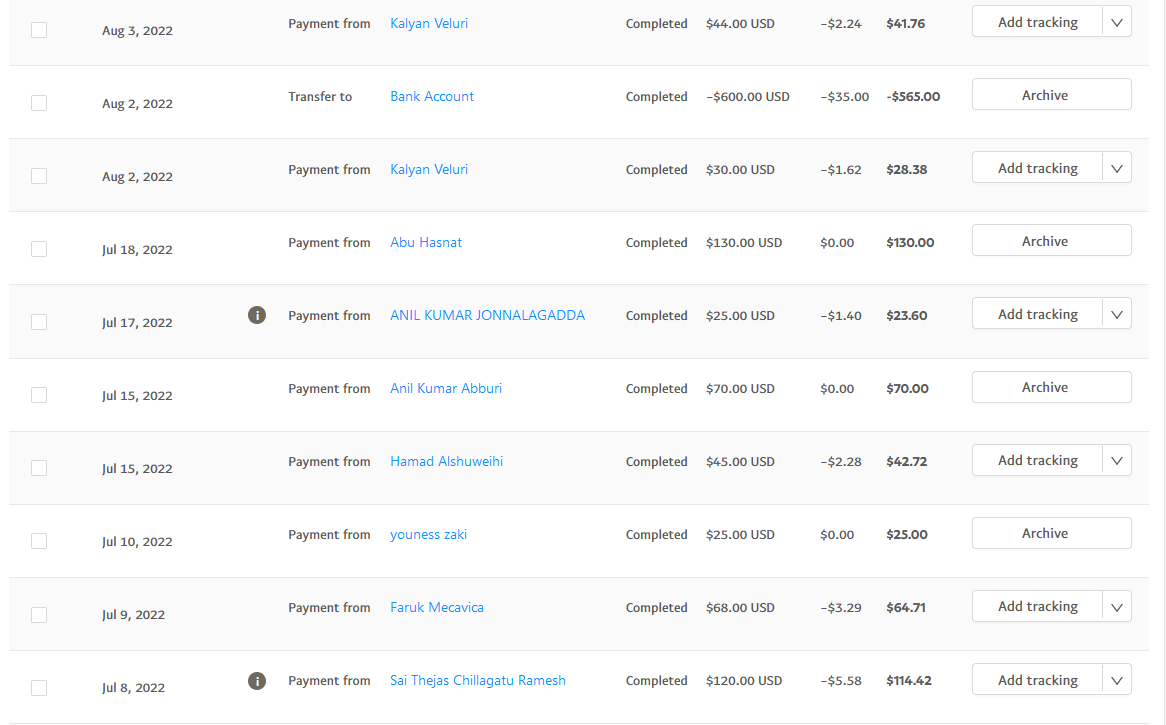 Aug 3, 2022 Payment from Kalyan Veluri Completed $44.00 USD −$2.24 $41.76 Add tracking
Aug 2, 2022 Transfer to Bank Account Completed −$600.00 USD −$35.00 -$565.00 Archive
Aug 2, 2022 Payment from Kalyan Veluri Completed $30.00 USD −$1.62 $28.38 Add tracking
Jul 18, 2022 Payment from Abu Hasnat Completed $130.00 USD $0.00 $130.00 Archive
Jul 17, 2022 i Payment from ANIL KUMAR JONNALAGADDA Completed $25.00 USD −$1.40 $23.60 Add tracking
Jul 15, 2022 Payment from Anil Kumar Abburi Completed $70.00 USD $0.00 $70.00 Archive
Jul 15, 2022 Payment from Hamad Alshuweihi Completed $45.00 USD −$2.28 $42.72 Add tracking
Jul 10, 2022 Payment from youness zaki Completed $25.00 USD $0.00 $25.00 Archive
Jul 9, 2022 Payment from Faruk Mecavica Completed $68.00 USD −$3.29 $64.71 Add tracking
Jul 8, 2022 i Payment from Sai Thejas Chillagatu Ramesh Completed $120.00 USD −$5.58 $114.42 Add tracking